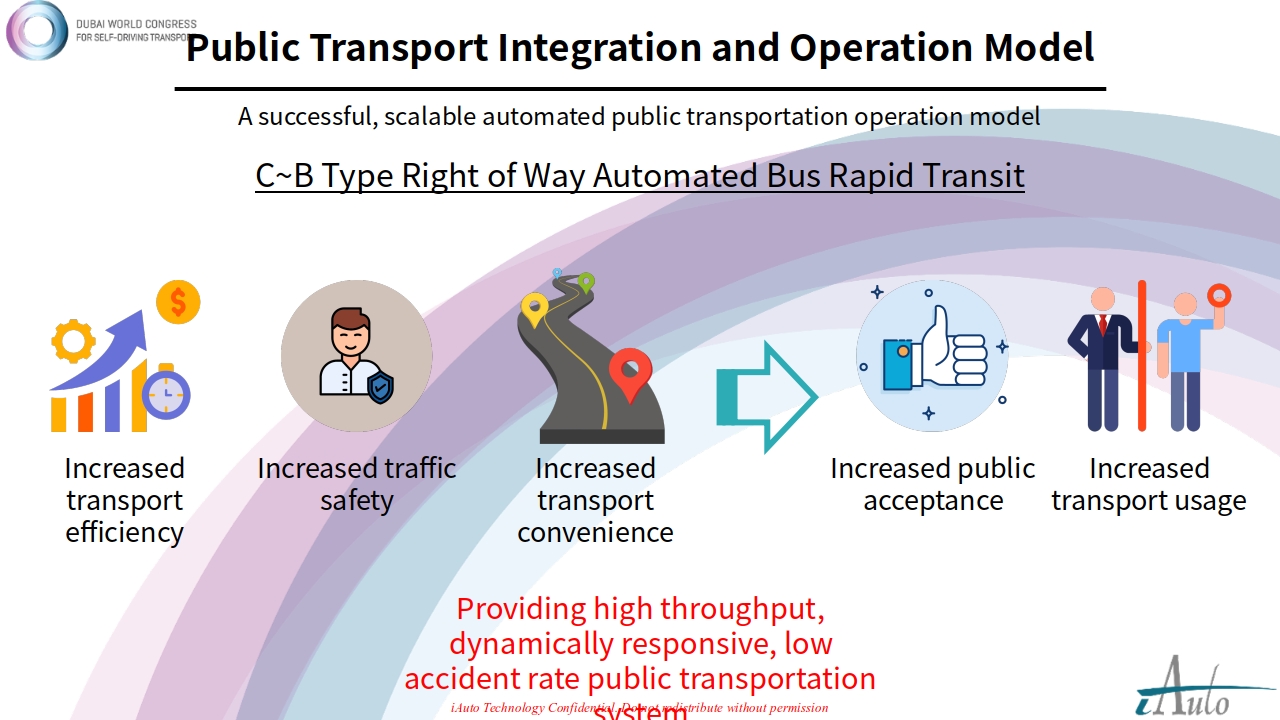 DUBAI WORLD CONGRESS
FOR SELF-DRIVING TRANSPORT
Public Transport Integration and Operation Model
A successful, scalable automated public transportation operation model
C~B Type Right of Way Automated Bus Rapid Transit
$
Increased
transport
efficiency
Increased traffic
safety
Increased
transport
convenience
Increased public
acceptance
Increased
transport usage
Providing high throughput,
dynamically responsive, low
accident rate public transportation
system
iAuto Technology Confidential. Do not redistribute without permission
iAuto